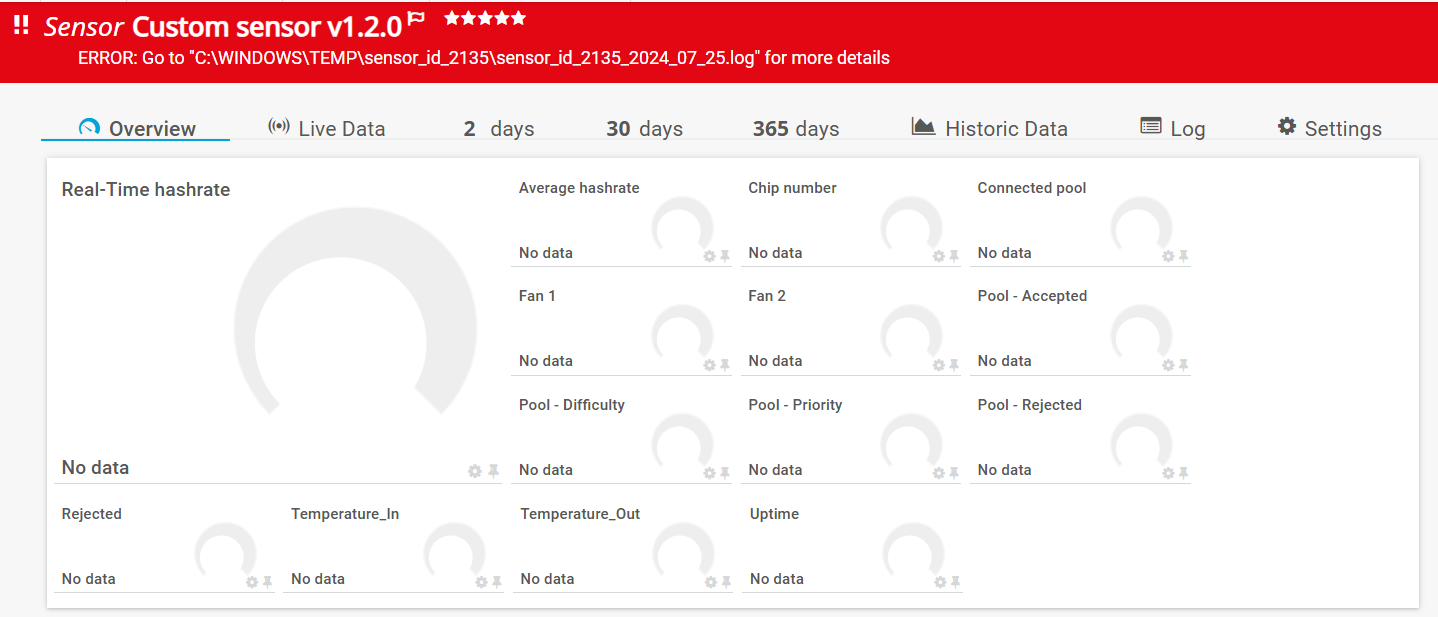 !! Sensor Custom sensor v1.2.0
ERROR: Go to "C:\WINDOWS\TEMP\sensor_id_2135\sensor_id_2135_2024_07_25.log" for more details
Overview Live Data 2 days 30 days 365 days Historic Data Log Settings
Real-Time hashrate
No data
Average hashrate
No data
Chip number
No data
Connected pool
No data
Fan 1
No data
Fan 2
No data
Pool - Accepted
No data
Pool - Difficulty
No data
Pool - Priority
No data
Pool - Rejected
No data
Rejected
No data
Temperature_In
No data
Temperature_Out
No data
Uptime
No data